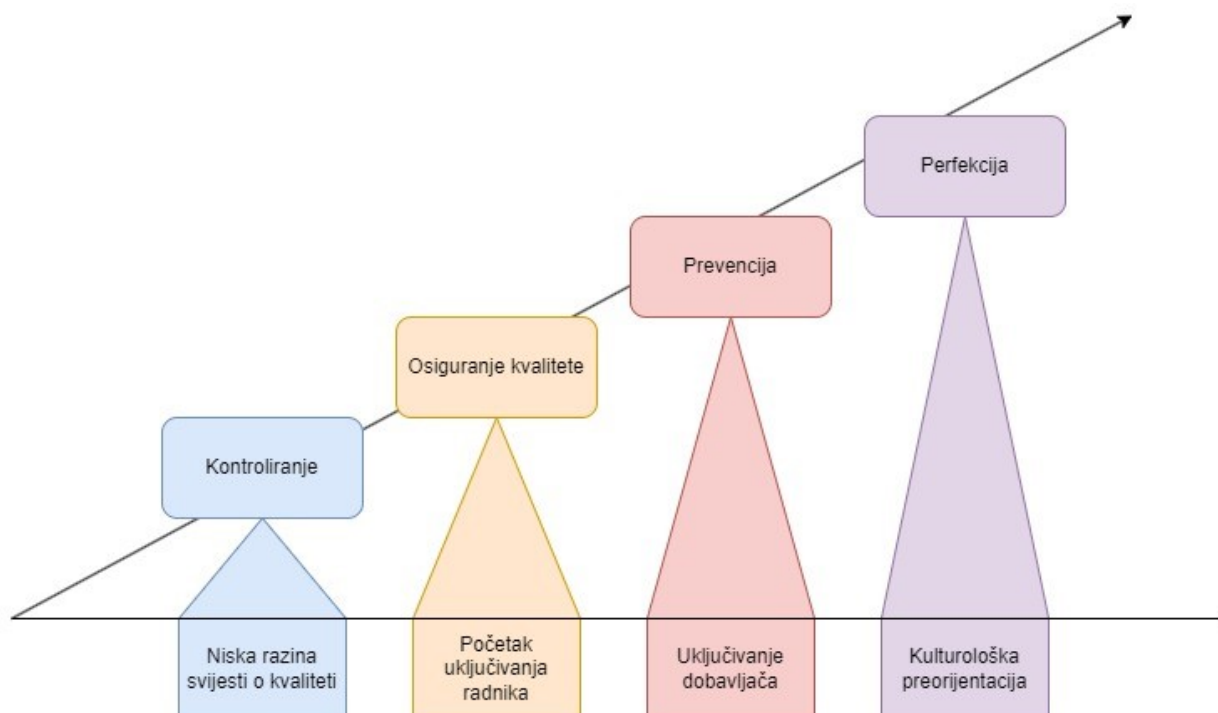 Perfekcija
Prevencija
Osiguranje kvalitete
Kontroliranje
Niska razina
svijesti o kvaliteti
Početak
uključivanja
radnika
Uključivanje
dobavljača
Kulturološka
preorijentacija